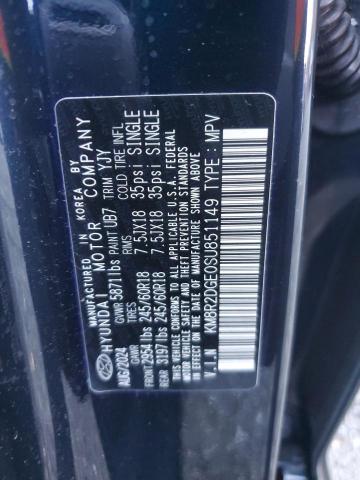 HYUNDAI MOTOR COMPANY
MADE IN KOREA BY
AUG/2024 GVWR 5871lbs PAINT UB7 TRIM YJY
TIRES RIMS COLD TIRE INFL
FRONT:2954lbs 245/60R18 7.5JX18 35psi SINGLE
REAR :3197lbs 245/60R18 7.5JX18 35psi SINGLE
THIS VEHICLE CONFORMS TO ALL APPLICABLE U.S.A. FEDERAL
MOTOR VEHICLE SAFETY AND THEFT PREVENTION STANDARDS
IN EFFECT ON THE DATE OF MANUFACTURE SHOWN ABOVE.
V.I.N : KM8R2DGE0SU851149 TYPE : MPV